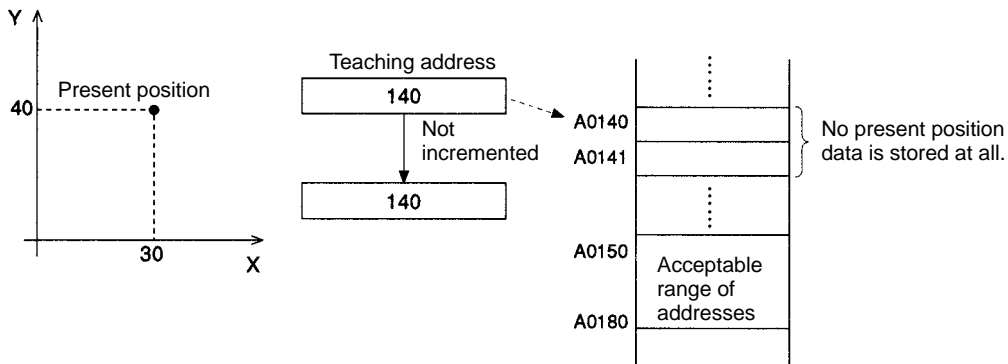 Y
Present position
40
30
X
Teaching address
140
Not
incremented
140
A0140
A0141
No present position
data is stored at all.
A0150
Acceptable
range of
addresses
A0180